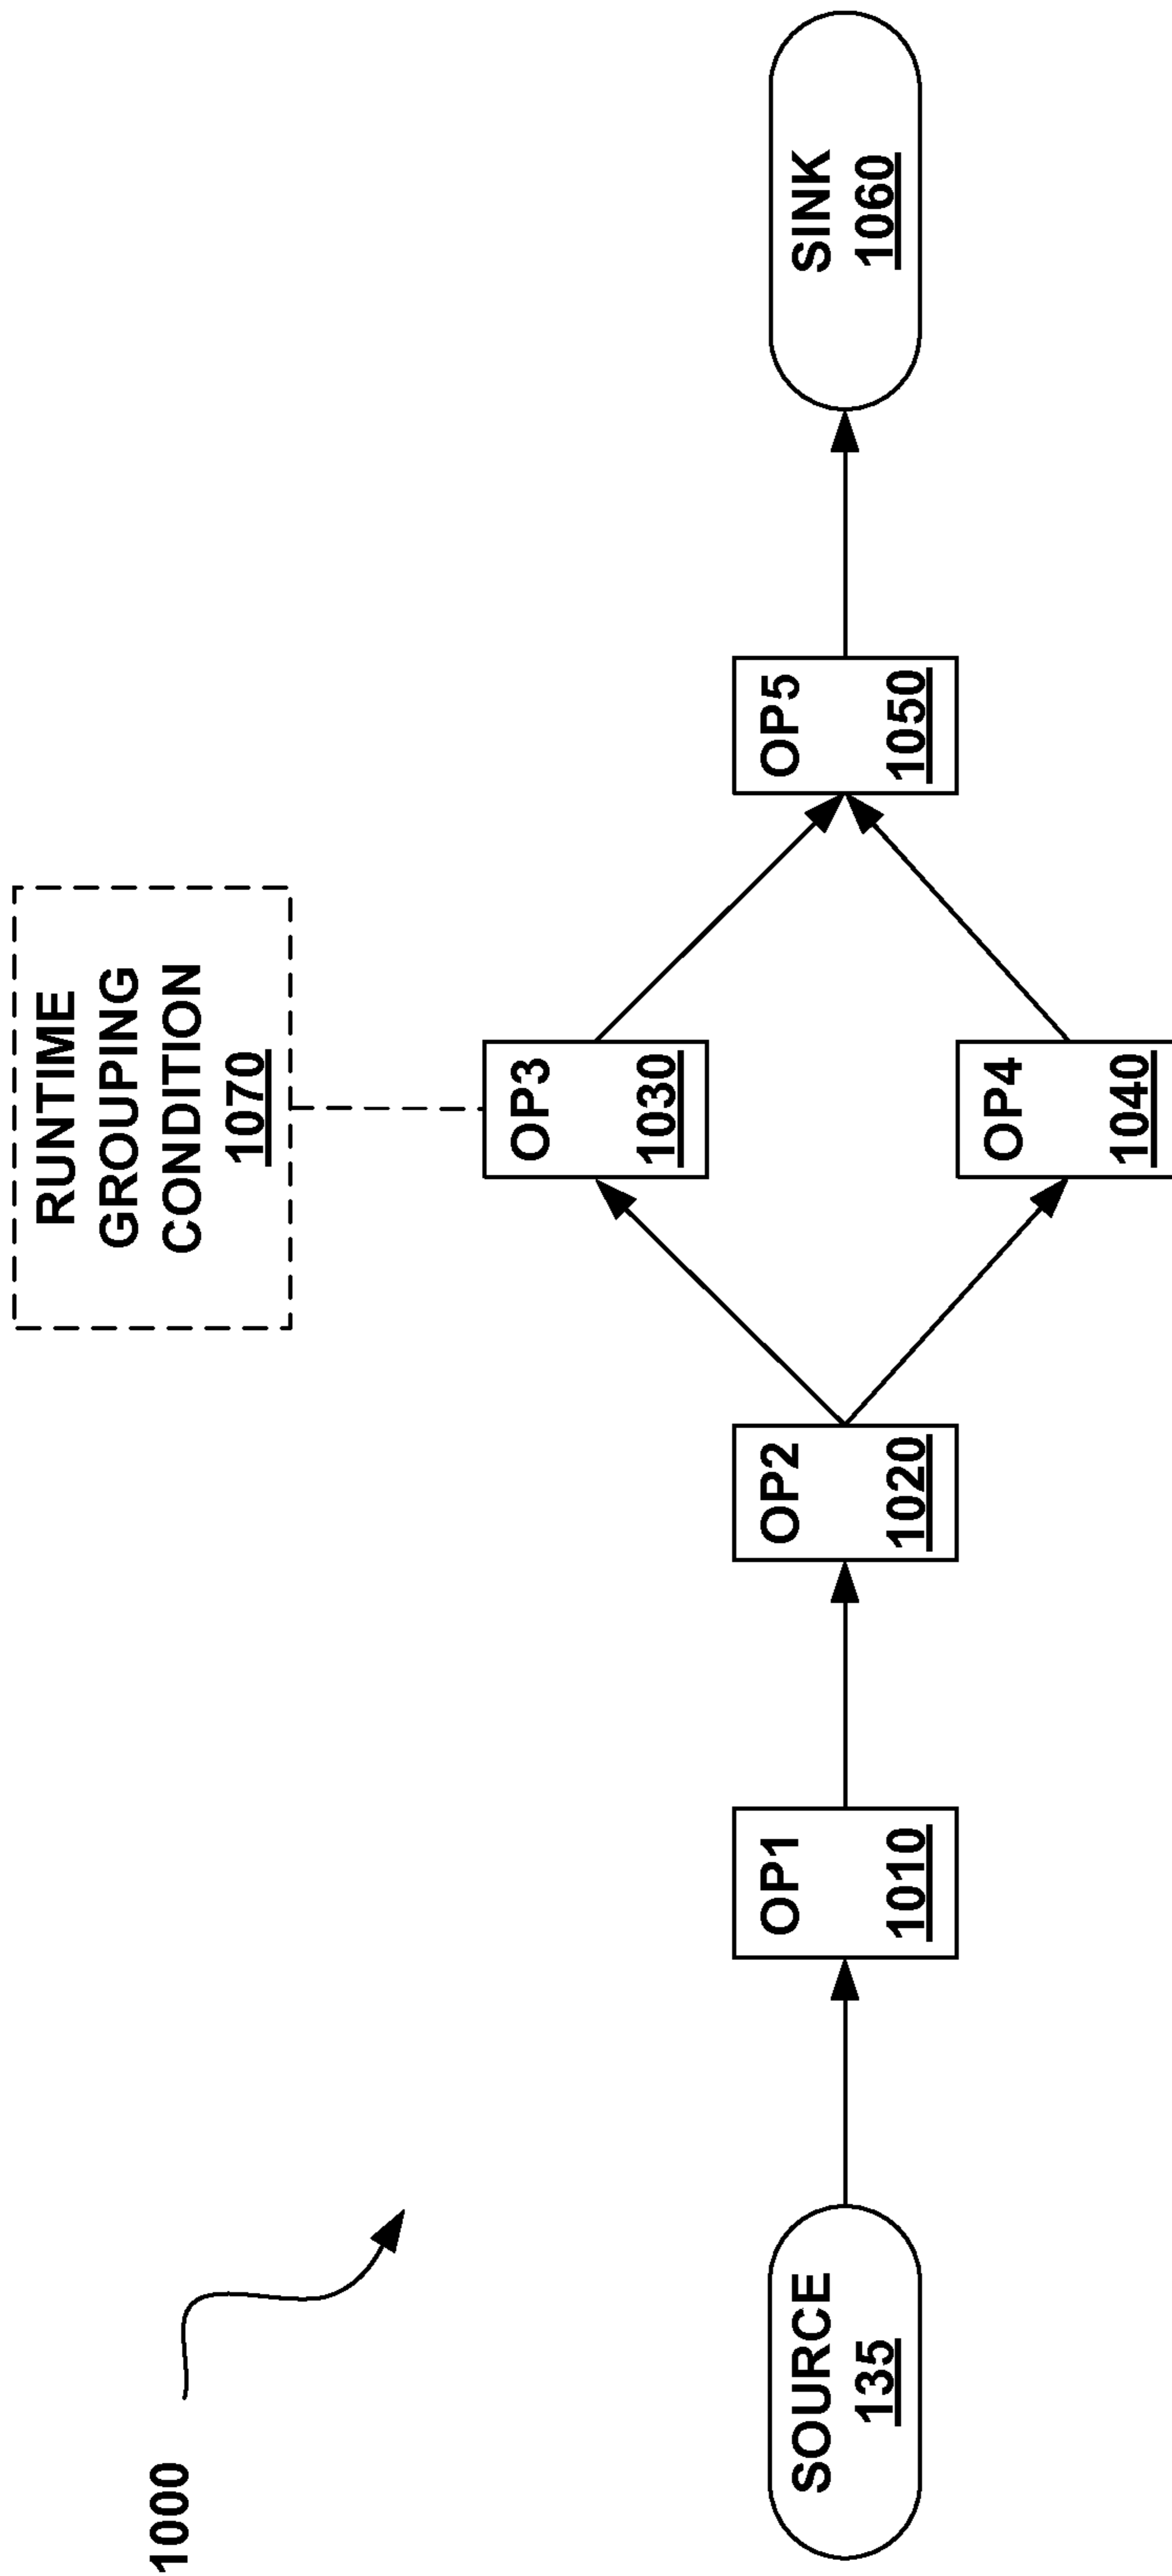 1000
RUNTIME
GROUPING
CONDITION
1070
SOURCE
135
OP1
1010
OP2
1020
OP3
1030
OP4
1040
OP5
1050
SINK
1060